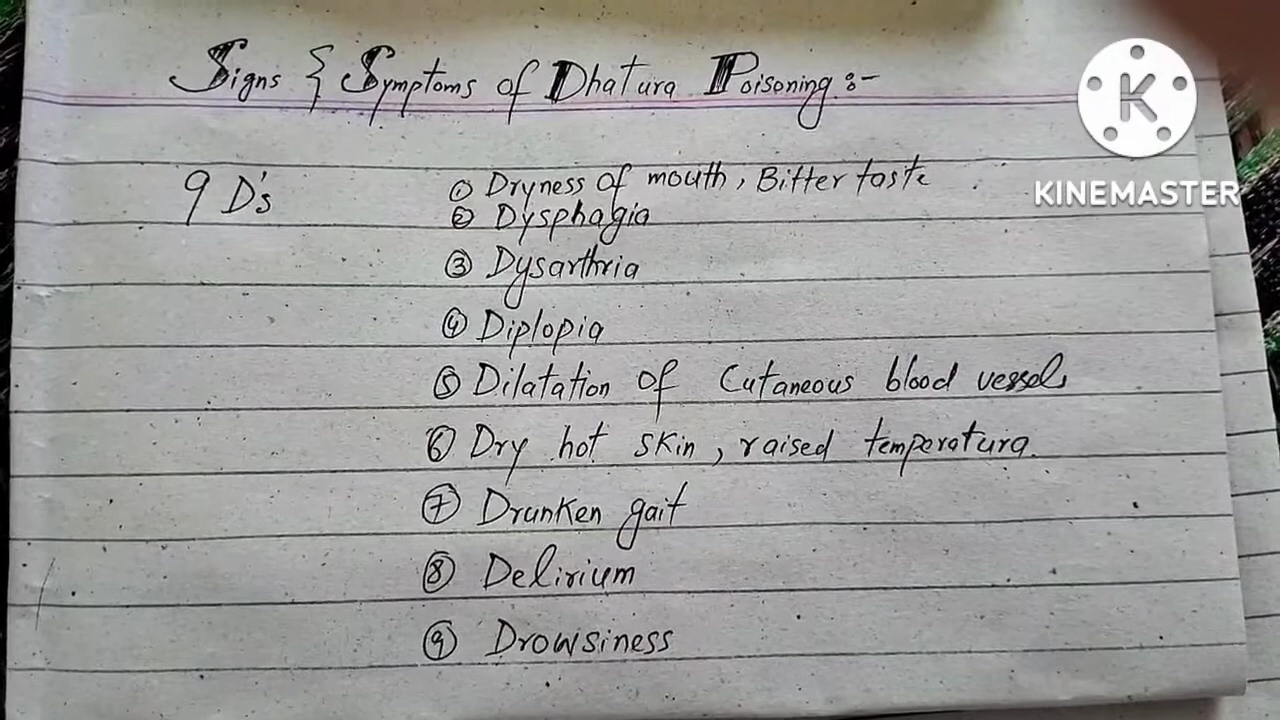 Signs & Symptoms of Dhatura Poisoning :-
KINEMASTER
9 D's
① Dryness of mouth, Bitter taste
② Dysphagia
③ Dysarthria
④ Diplopia
⑤ Dilatation of Cutaneous blood vessels
⑥ Dry hot skin, raised temperatura.
⑦ Drunken gait
⑧ Delirium
⑨ Drowsiness